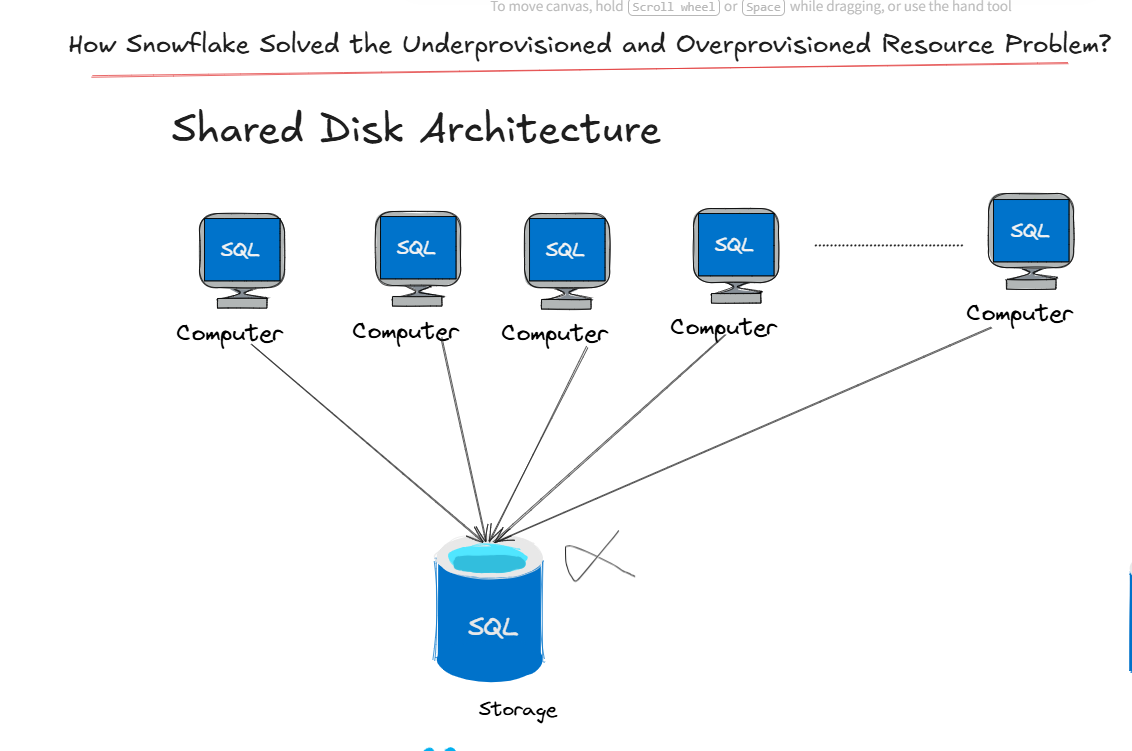 To move canvas, hold Scroll wheel or Space while dragging, or use the hand tool
How Snowflake Solved the Underprovisioned and Overprovisioned Resource Problem?
Shared Disk Architecture
SQL SQL SQL SQL SQL
Computer Computer Computer Computer Computer
SQL
Storage